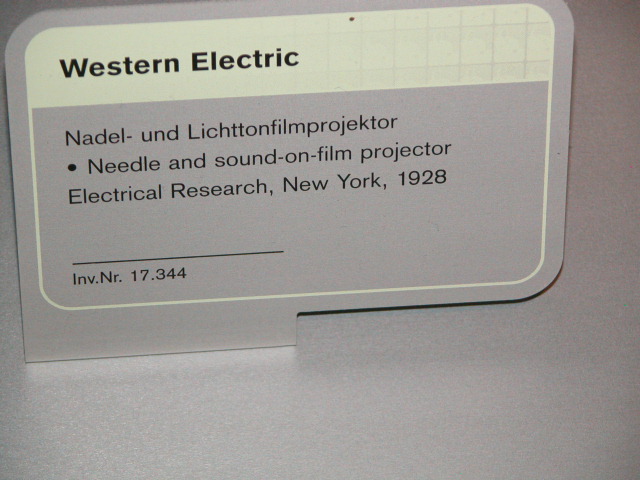 Western Electric
Nadel- und Lichttonfilmprojektor
• Needle and sound-on-film projector
Electrical Research, New York, 1928
Inv.Nr. 17.344